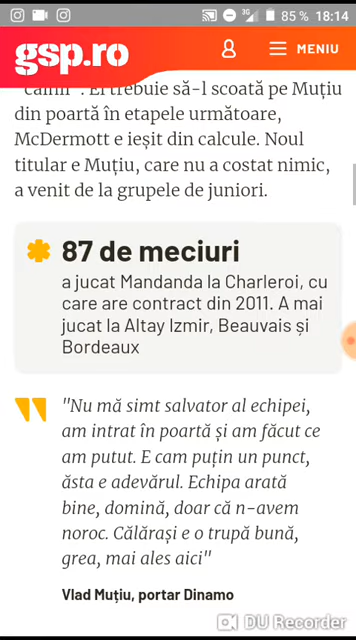 85 % 18:14
gsp.ro
MENIU
"câinii". El trebuie să-l scoată pe Muțiu
din poartă în etapele următoare,
McDermott e ieșit din calcule. Noul
titular e Muțiu, care nu a costat nimic,
a venit de la grupele de juniori.
87 de meciuri
a jucat Mandanda la Charleroi, cu
care are contract din 2011. A mai
jucat la Altay Izmir, Beauvais și
Bordeaux
"Nu mă simt salvator al echipei,
am intrat în poartă și am făcut ce
am putut. E cam puțin un punct,
ăsta e adevărul. Echipa arată
bine, domină, doar că n-avem
noroc. Călărași e o trupă bună,
grea, mai ales aici"
Vlad Muțiu, portar Dinamo
DU Recorder